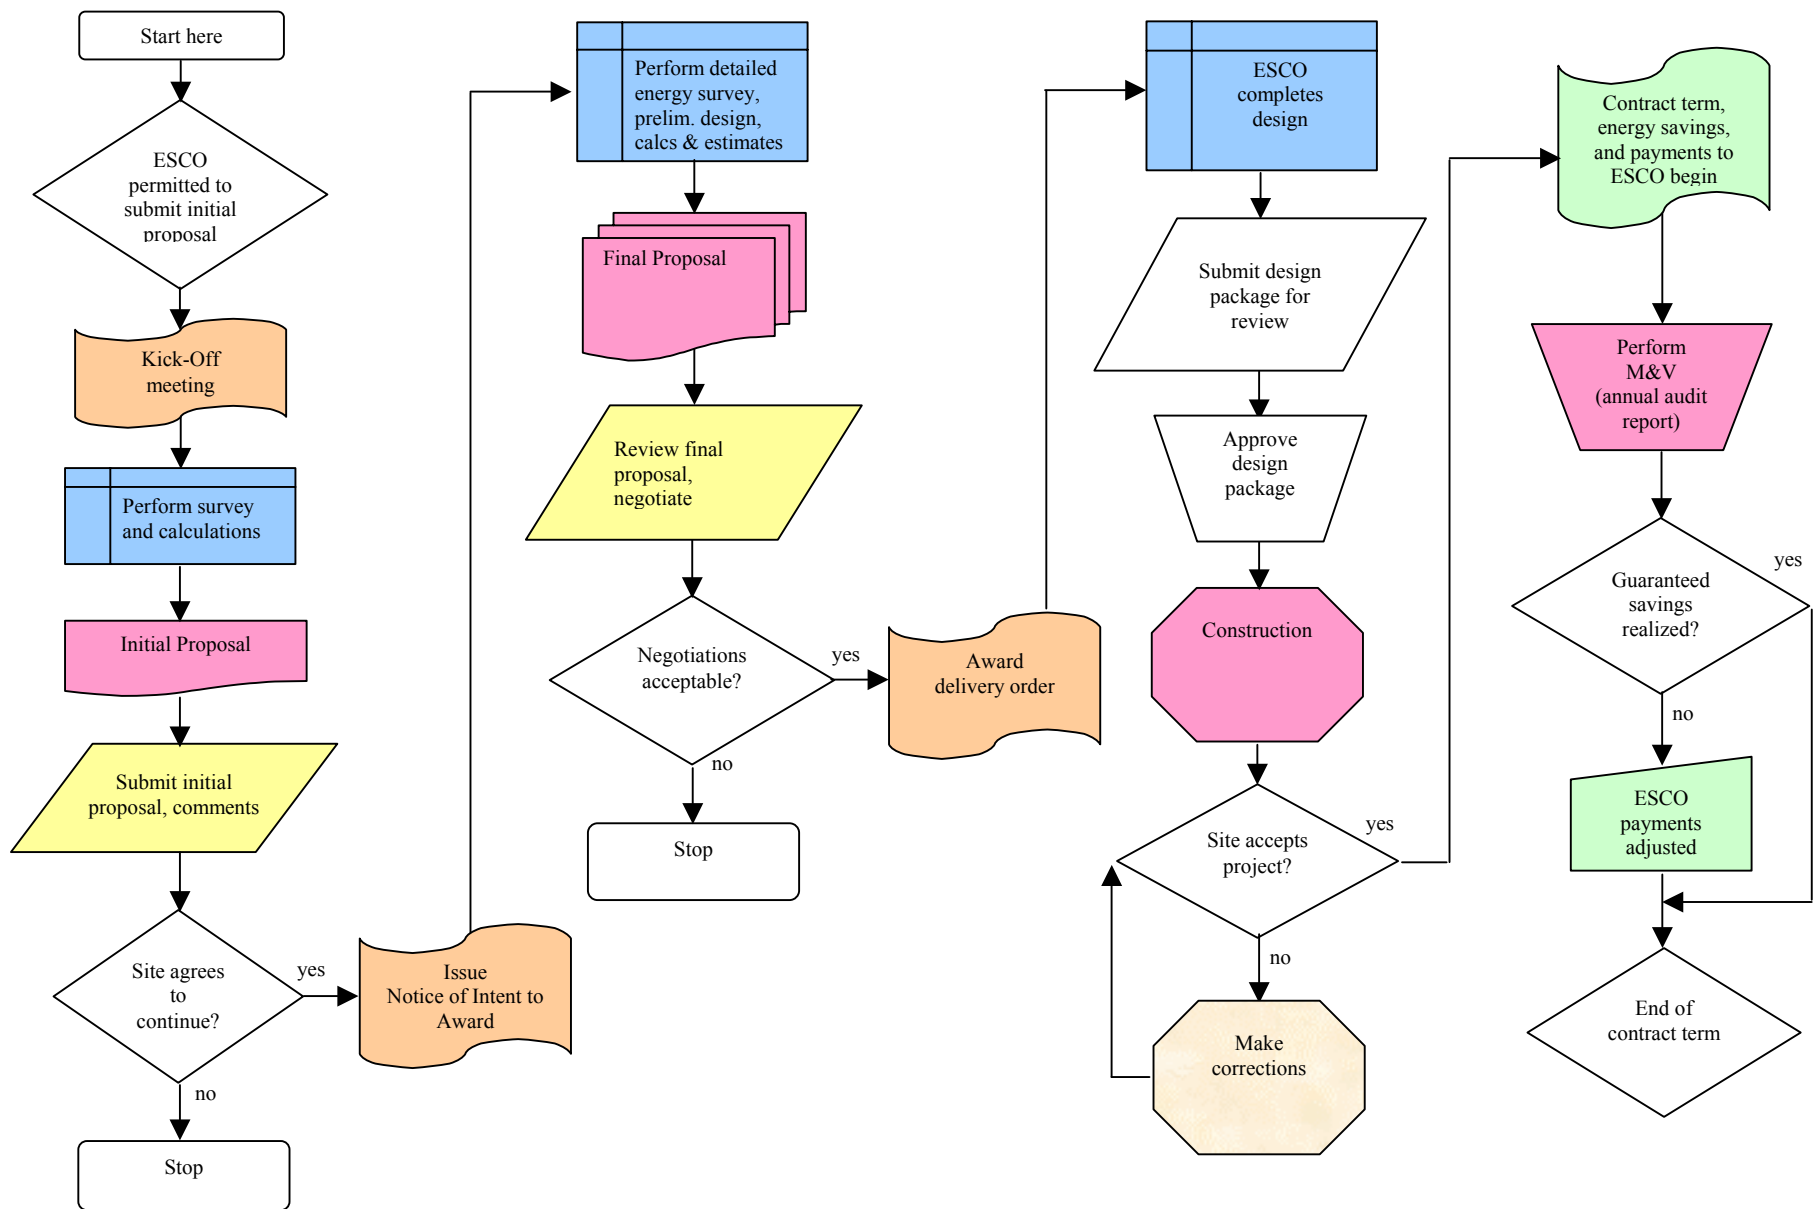 Start here
ESCO
permitted to
submit initial
proposal
Kick-Off
meeting
Perform survey
and calculations
Initial Proposal
Submit initial
proposal, comments
Site agrees
to
continue?
yes
no
Stop
Issue
Notice of Intent to
Award
Perform detailed
energy survey,
prelim. design,
calcs & estimates
Final Proposal
Review final
proposal,
negotiate
Negotiations
acceptable?
yes
no
Stop
Award
delivery order
ESCO
completes
design
Submit design
package for
review
Approve
design
package
Construction
Site accepts
project?
yes
no
Make
corrections
Contract term,
energy savings,
and payments to
ESCO begin
Perform
M&V
(annual audit
report)
Guaranteed
savings
realized?
yes
no
ESCO
payments
adjusted
End of
contract term